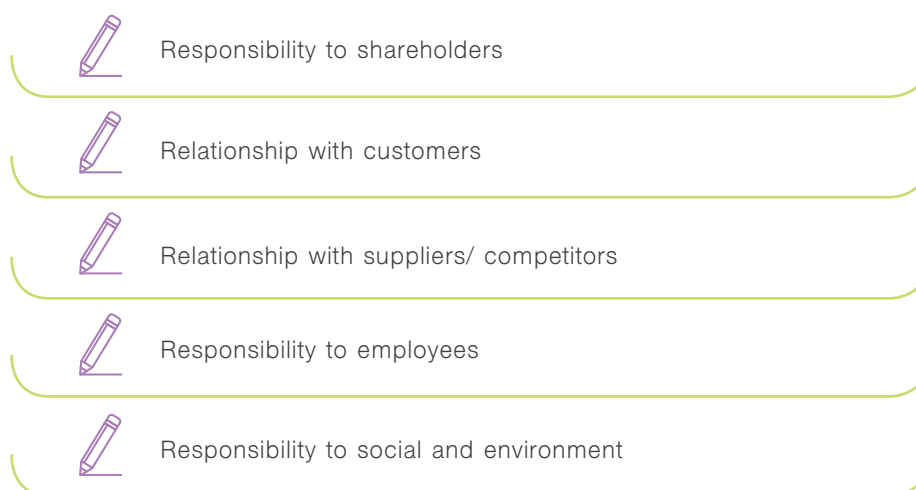 Responsibility to shareholders
Relationship with customers
Relationship with suppliers/ competitors
Responsibility to employees
Responsibility to social and environment